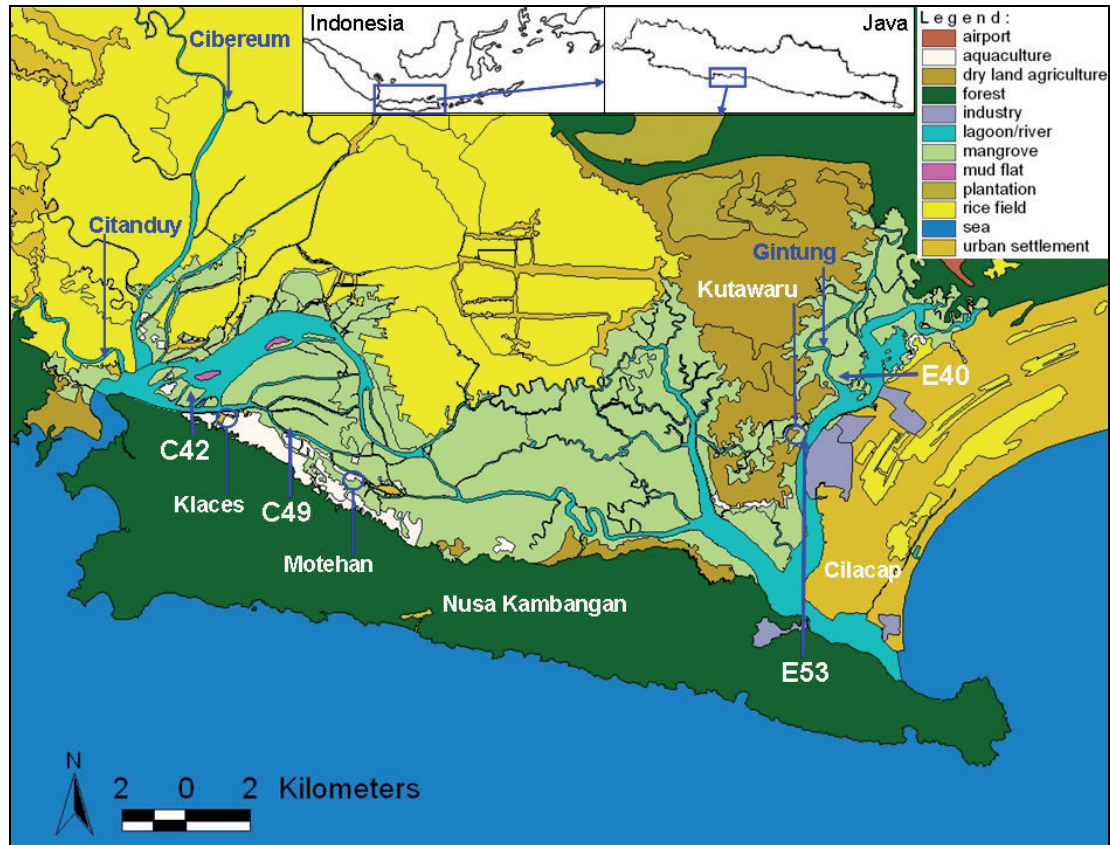 Indonesia
Java
Legend:
airport
aquaculture
dry land agriculture
forest
industry
lagoon/river
mangrove
mud flat
plantation
rice field
sea
urban settlement
Cibereum
Citanduy
Gintung
Kutawaru
E40
C42
Klaces
C49
Motehan
Cilacap
Nusa Kambangan
E53
N
2 0 2 Kilometers